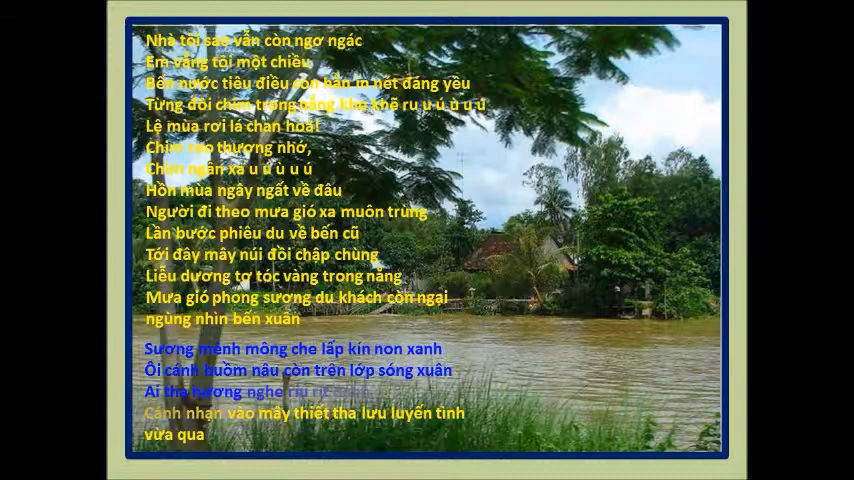 Nhà tôi sao vẫn còn ngơ ngác
Em vắng tôi một chiều
Bến nước tiêu điều còn hằn in nét đáng yều
Từng đôi chim trong nắng khe khẽ ru u ú ù u ú
Lệ mùa rơi lá chan hoà!
Chim reo thương nhớ,
Chim ngân xa u ù ù u ú
Hồn mùa ngây ngất về đâu
Người đi theo mưa gió xa muôn trùng
Lần bước phiêu du về bến cũ
Tới đây mây núi đồi chập chùng
Liễu dương tơ tóc vàng trong nắng
Mưa gió phong sương du khách còn ngại
ngùng nhìn bến xuân
Sương mênh mông che lấp kín non xanh
Ôi cánh buồm nâu còn trên lớp sóng xuân
Ai tha hương nghe ríu
Cánh nhạn vào mây thiết tha lưu luyến tình
vừa qua